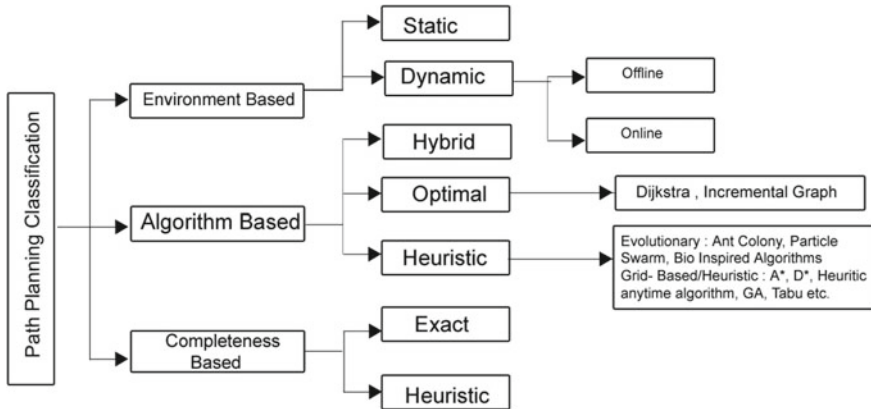 Path Planning Classification
Environment Based
Static
Dynamic
Offline
Online
Algorithm Based
Hybrid
Optimal
Dijkstra , Incremental Graph
Heuristic
Evolutionary : Ant Colony, Particle
Swarm, Bio Inspired Algorithms
Grid- Based/Heuristic : A*, D*, Heuritic
anytime algorithm, GA, Tabu etc.
Completeness
Based
Exact
Heuristic